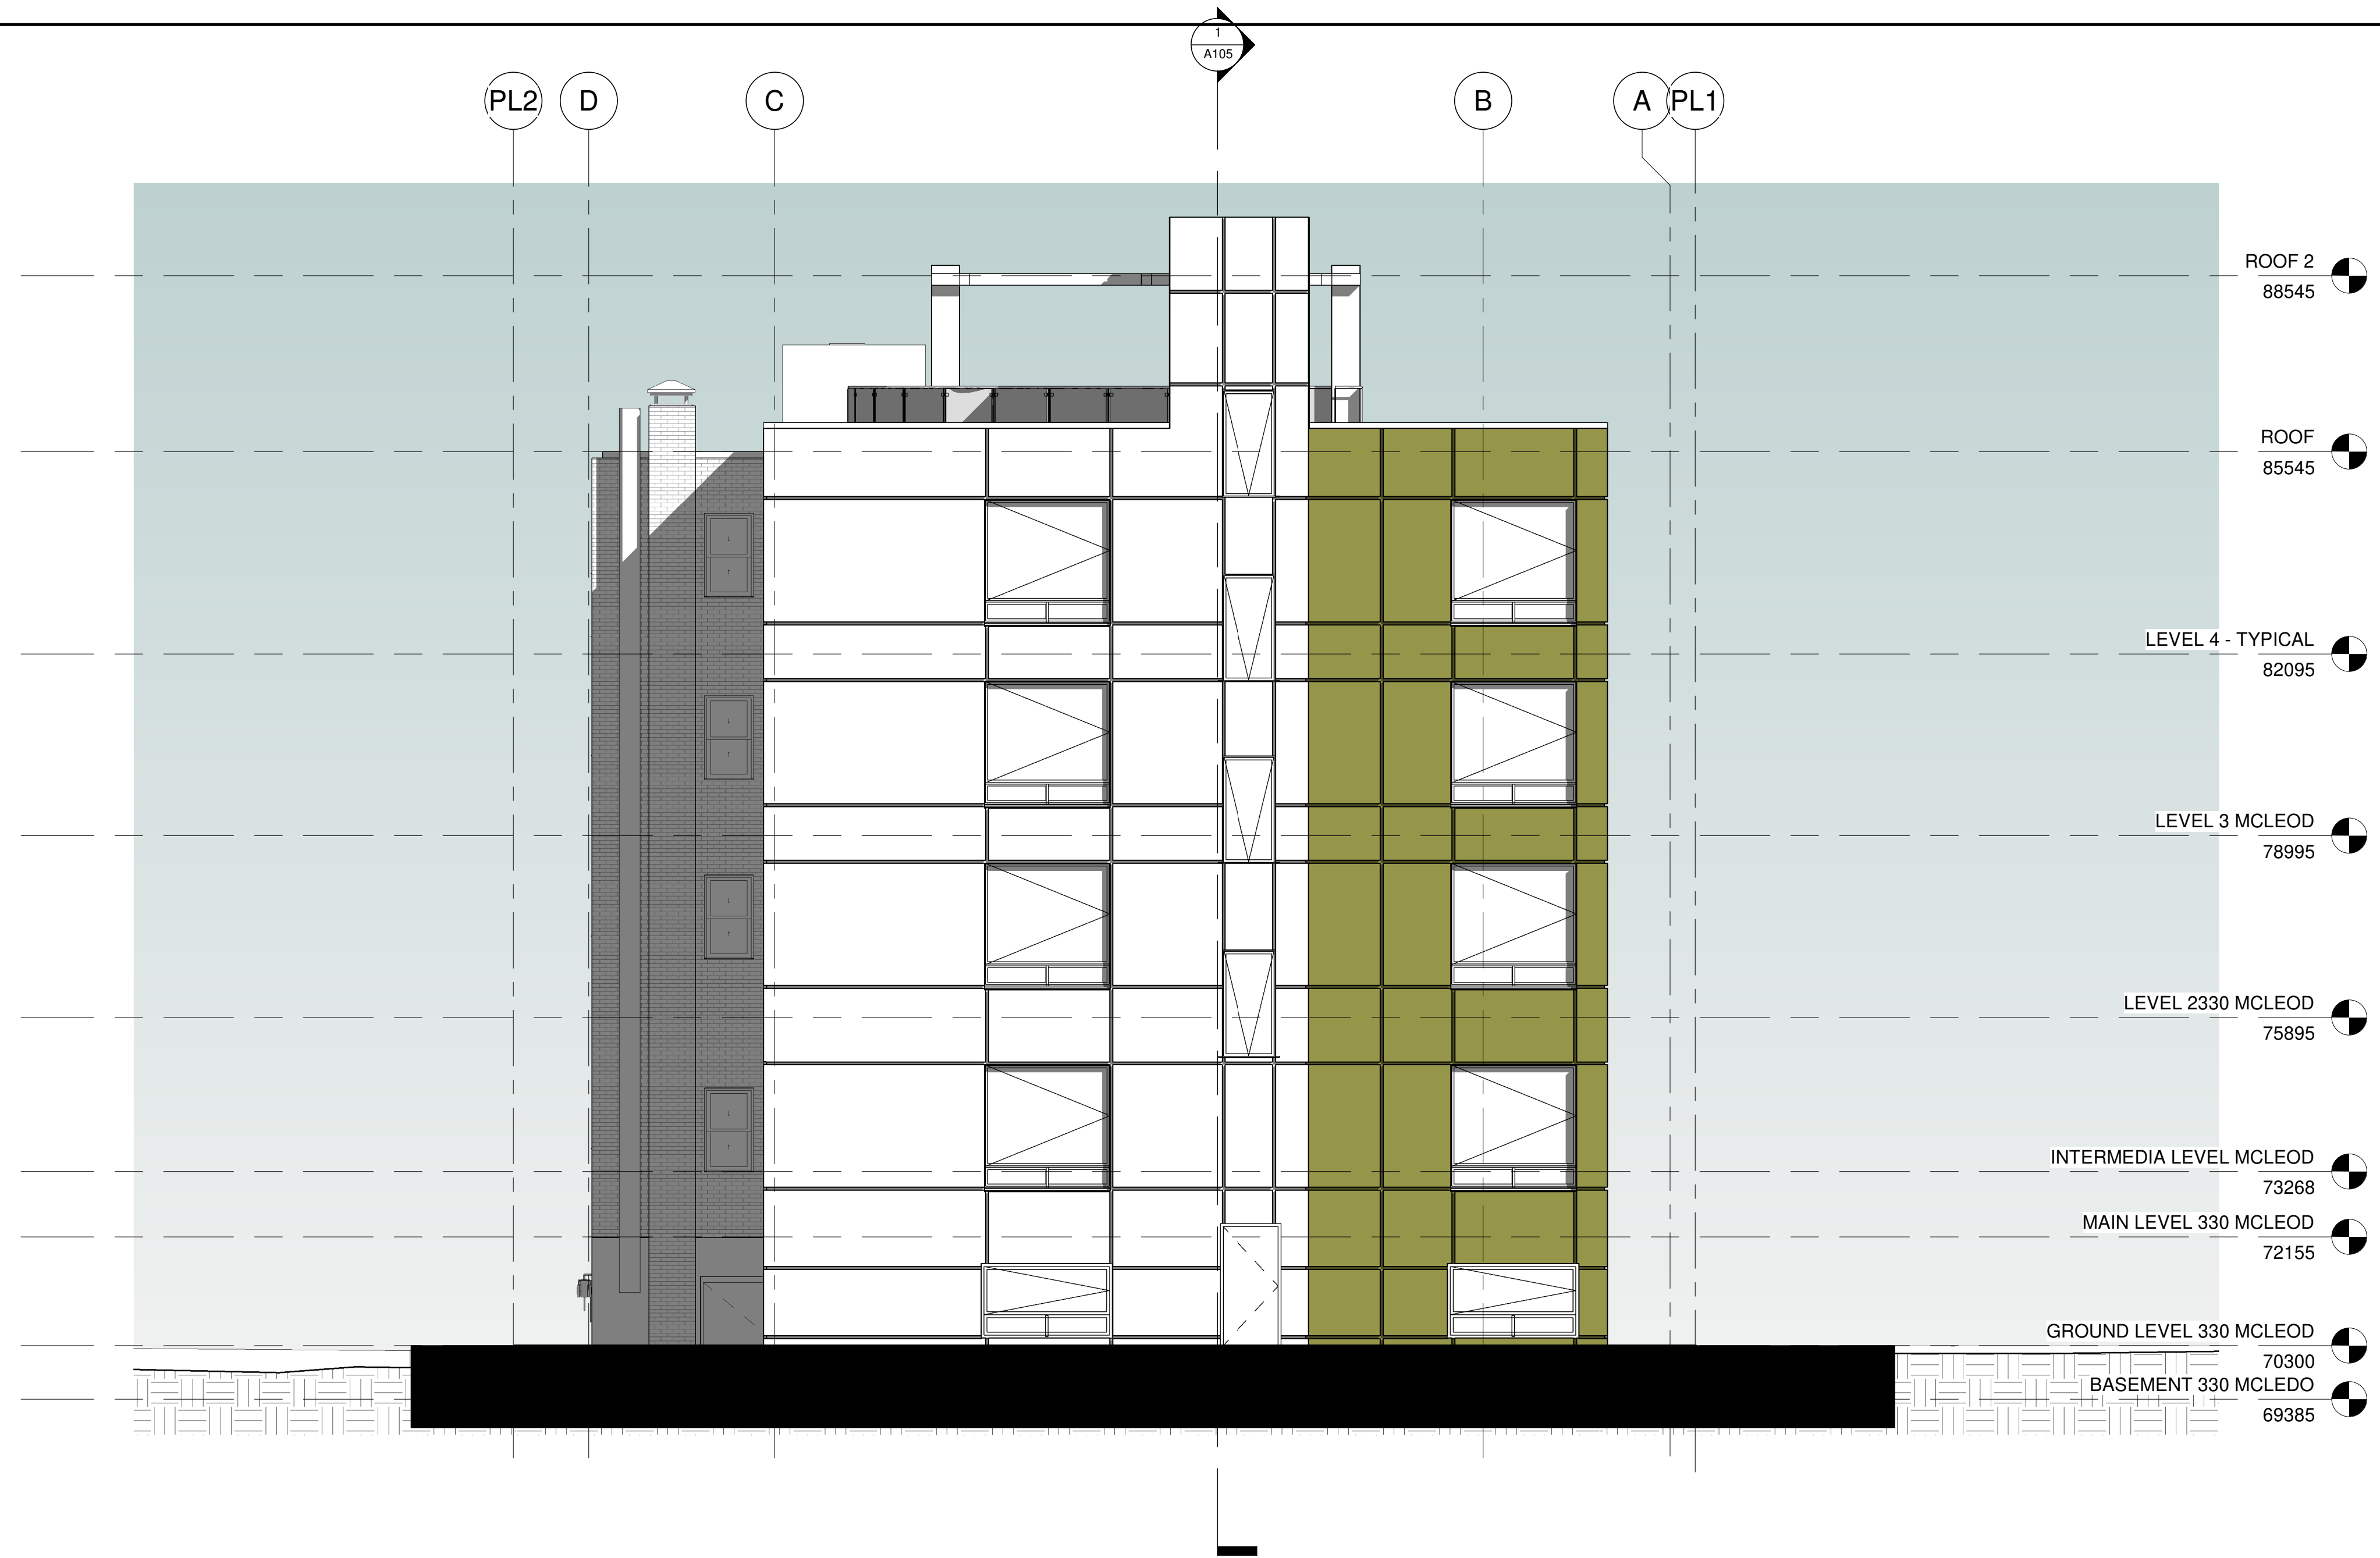 1
A105
PL2 D C B A PL1
ROOF 2
88545
ROOF
85545
LEVEL 4 - TYPICAL
82095
LEVEL 3 MCLEOD
78995
LEVEL 2330 MCLEOD
75895
INTERMEDIA LEVEL MCLEOD
73268
MAIN LEVEL 330 MCLEOD
72155
GROUND LEVEL 330 MCLEOD
70300
BASEMENT 330 MCLEDO
69385